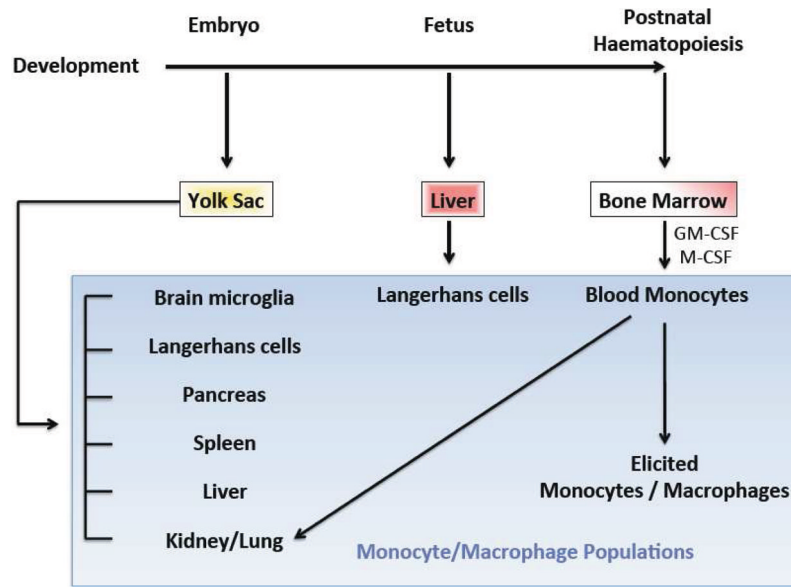 Embryo
Fetus
Postnatal
Haematopoiesis
Development
Yolk Sac
Liver
Bone Marrow
GM-CSF
M-CSF
Brain microglia
Langerhans cells
Blood Monocytes
Langerhans cells
Pancreas
Spleen
Liver
Kidney/Lung
Elicited
Monocytes / Macrophages
Monocyte/Macrophage Populations